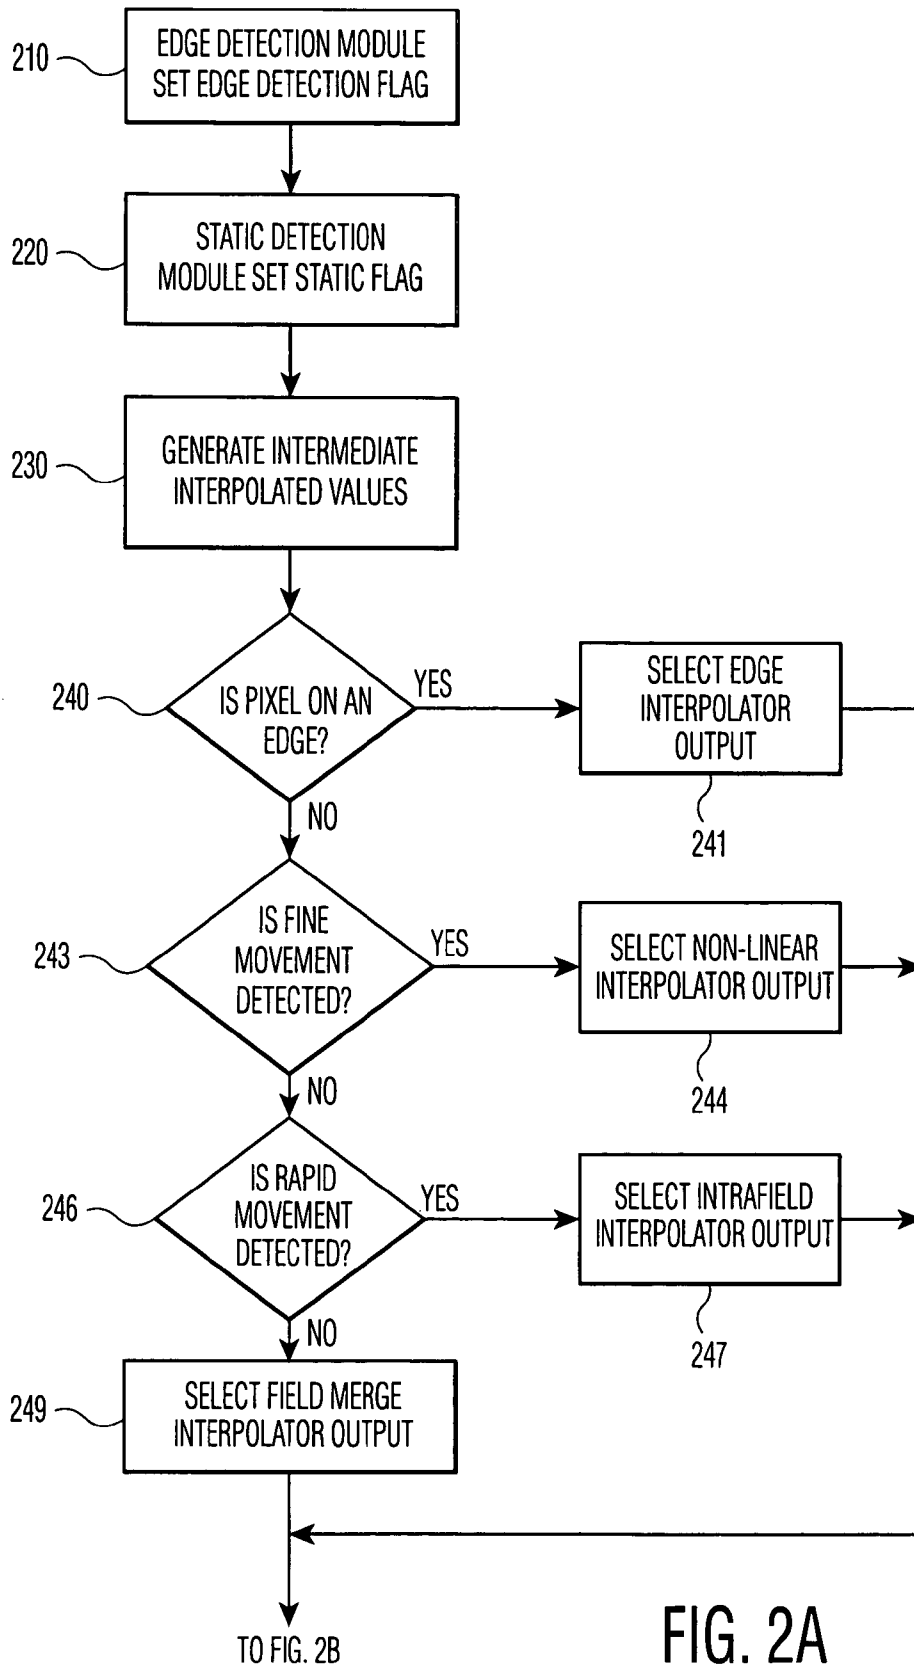 210
EDGE DETECTION MODULE
SET EDGE DETECTION FLAG
220
STATIC DETECTION
MODULE SET STATIC FLAG
230
GENERATE INTERMEDIATE
INTERPOLATED VALUES
240
IS PIXEL ON AN
EDGE?
YES
SELECT EDGE
INTERPOLATOR
OUTPUT
241
NO
243
IS FINE
MOVEMENT
DETECTED?
YES
SELECT NON-LINEAR
INTERPOLATOR OUTPUT
244
NO
246
IS RAPID
MOVEMENT
DETECTED?
YES
SELECT INTRAFIELD
INTERPOLATOR OUTPUT
247
NO
249
SELECT FIELD MERGE
INTERPOLATOR OUTPUT
TO FIG. 2B
FIG. 2A